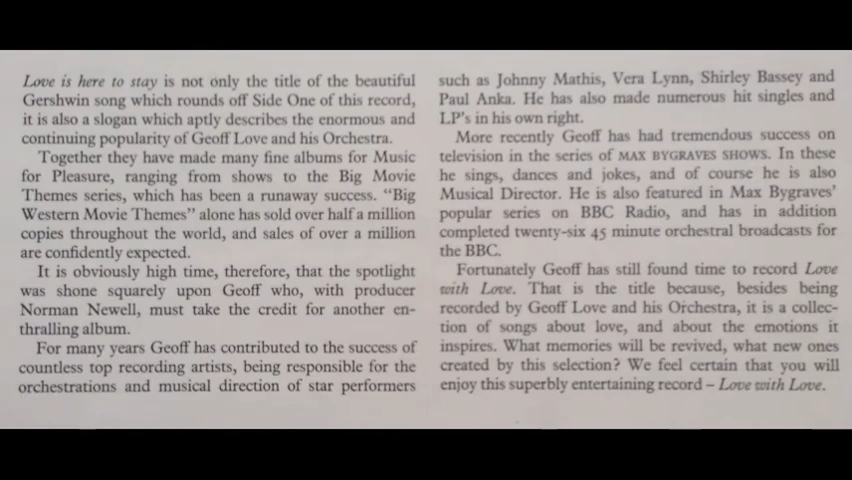 Love is here to stay is not only the title of the beautiful
Gershwin song which rounds off Side One of this record,
it is also a slogan which aptly describes the enormous and
continuing popularity of Geoff Love and his Orchestra.
Together they have made many fine albums for Music
for Pleasure, ranging from shows to the Big Movie
Themes series, which has been a runaway success. “Big
Western Movie Themes” alone has sold over half a million
copies throughout the world, and sales of over a million
are confidently expected.
It is obviously high time, therefore, that the spotlight
was shone squarely upon Geoff who, with producer
Norman Newell, must take the credit for another en-
thralling album.
For many years Geoff has contributed to the success of
countless top recording artists, being responsible for the
orchestrations and musical direction of star performers
such as Johnny Mathis, Vera Lynn, Shirley Bassey and
Paul Anka. He has also made numerous hit singles and
LP’s in his own right.
More recently Geoff has had tremendous success on
television in the series of MAX BYGRAVES SHOWS. In these
he sings, dances and jokes, and of course he is also
Musical Director. He is also featured in Max Bygraves’
popular series on BBC Radio, and has in addition
completed twenty-six 45 minute orchestral broadcasts for
the BBC.
Fortunately Geoff has still found time to record Love
with Love. That is the title because, besides being
recorded by Geoff Love and his Orchestra, it is a collec-
tion of songs about love, and about the emotions it
inspires. What memories will be revived, what new ones
created by this selection? We feel certain that you will
enjoy this superbly entertaining record – Love with Love.